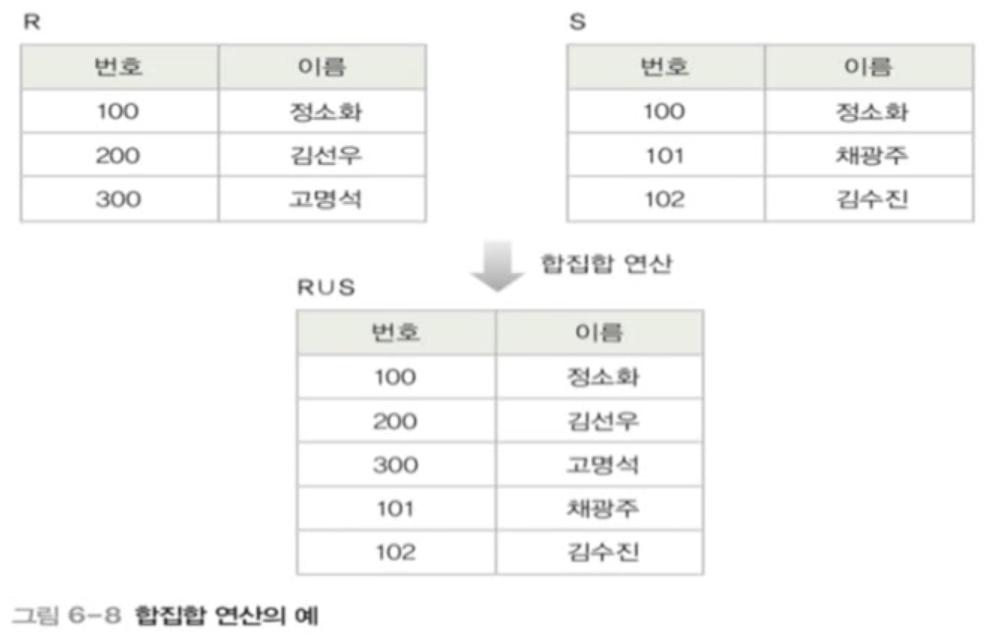 R
번호 이름
100 정소화
200 김선우
300 고명석
S
번호 이름
100 정소화
101 채광주
102 김수진
합집합 연산
R∪S
번호 이름
100 정소화
200 김선우
300 고명석
101 채광주
102 김수진
그림 6-8 합집합 연산의 예